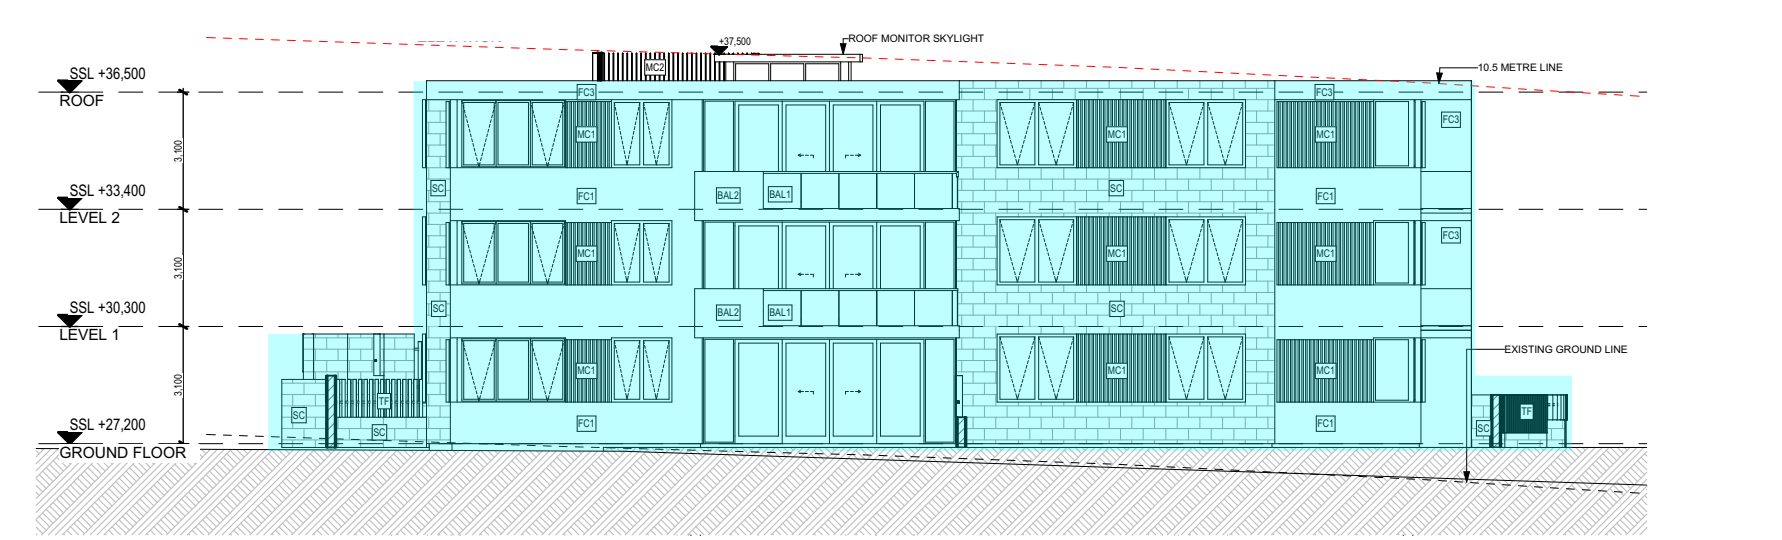 +37,500
ROOF MONITOR SKYLIGHT
SSL +36,500
ROOF
MC2
10.5 METRE LINE
FC3
FC3
FC3
MC1
MC1
MC1
3,100
SSL +33,400
LEVEL 2
SC
FC1
BAL2
BAL1
SC
FC1
FC3
MC1
MC1
MC1
3,100
SSL +30,300
LEVEL 1
SC
BAL2
BAL1
SC
EXISTING GROUND LINE
MC1
MC1
MC1
3,100
TF
TF
SC
SC
SC
FC1
FC1
SSL +27,200
GROUND FLOOR